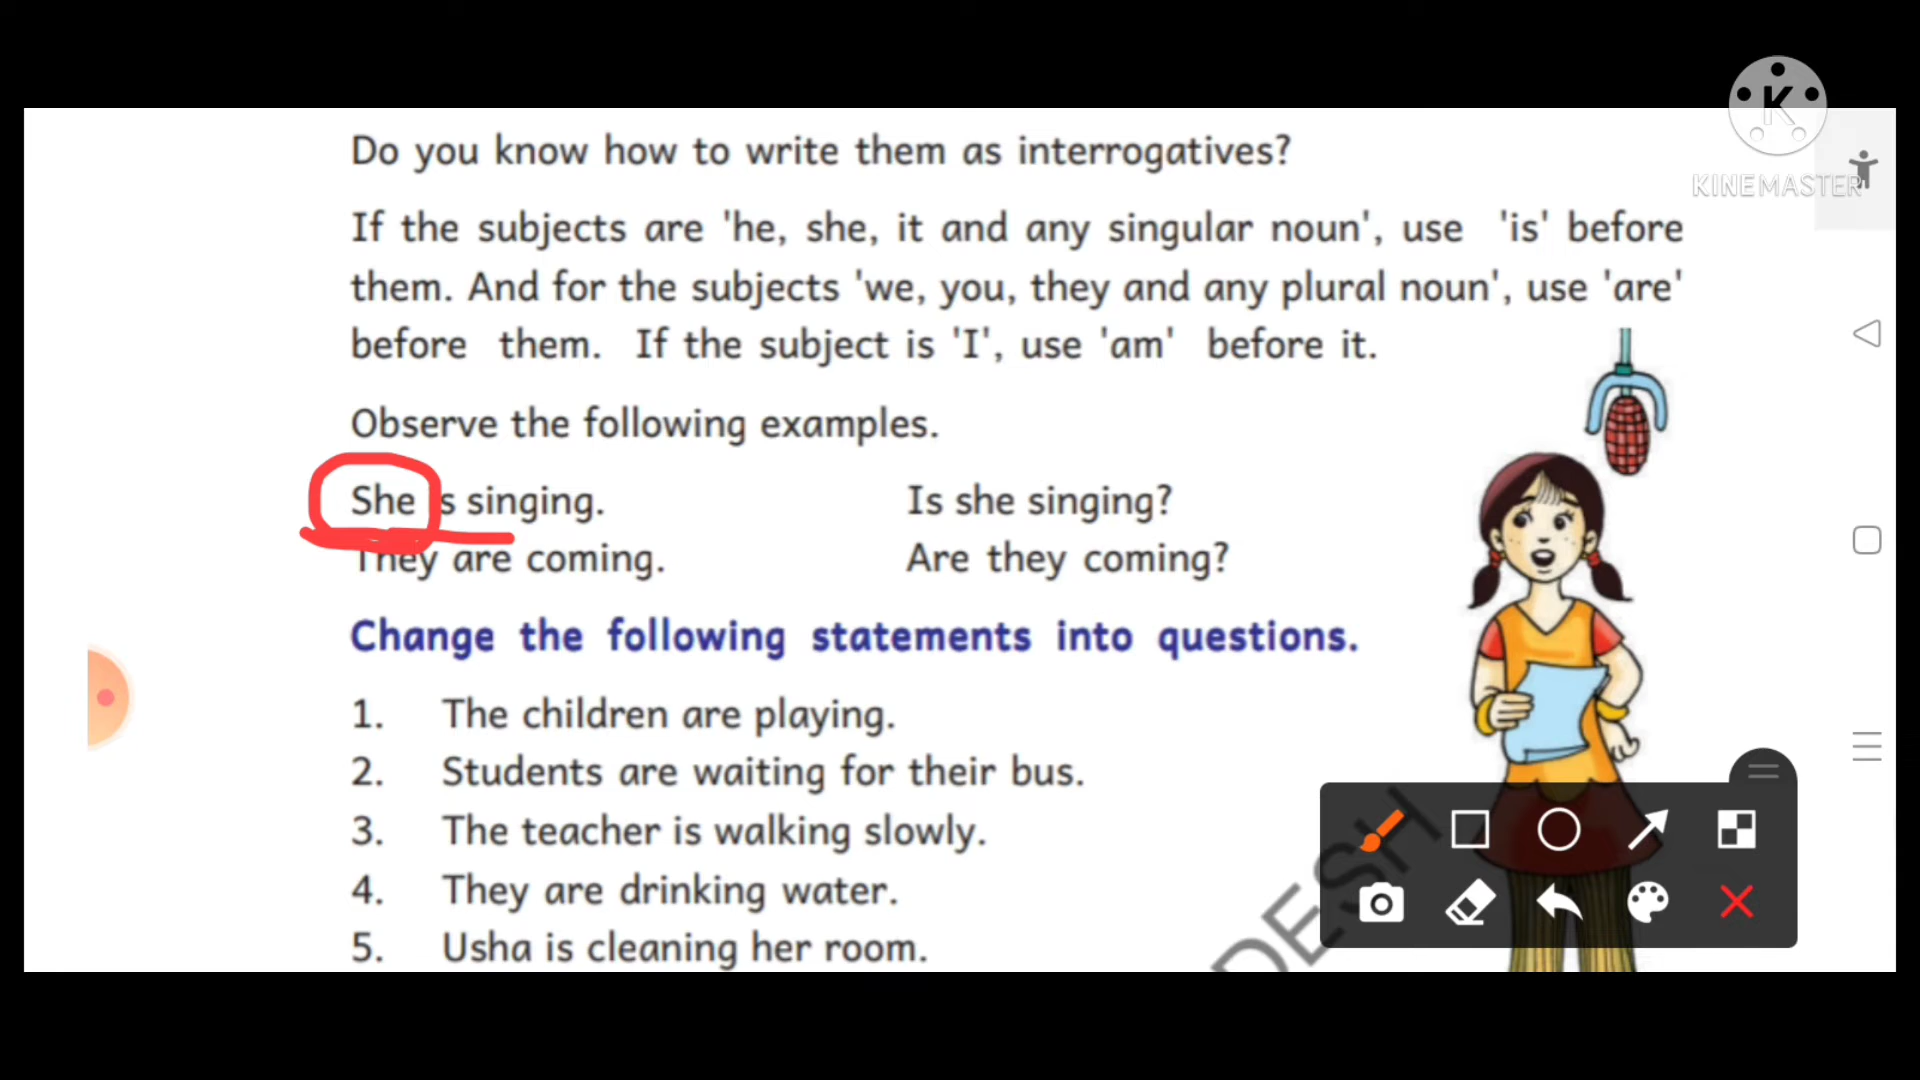 Do you know how to write them as interrogatives?
KINEMASTER
If the subjects are 'he, she, it and any singular noun', use 'is' before
them. And for the subjects 'we, you, they and any plural noun', use 'are'
before them. If the subject is 'I', use 'am' before it.
Observe the following examples.
She is singing. Is she singing?
They are coming. Are they coming?
Change the following statements into questions.
1. The children are playing.
2. Students are waiting for their bus.
3. The teacher is walking slowly.
4. They are drinking water.
5. Usha is cleaning her room.
DESH